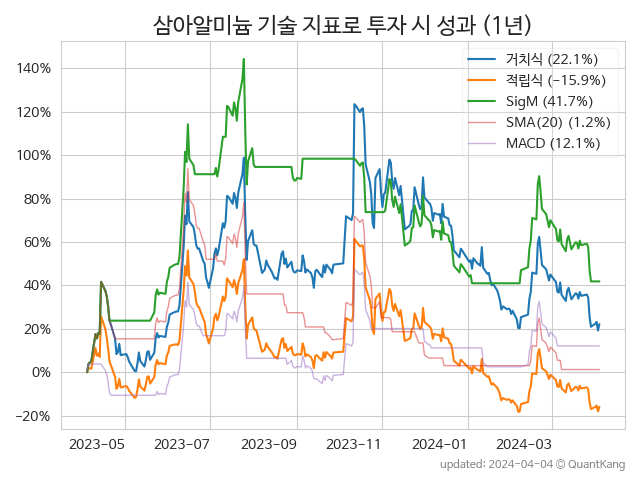 삼아알미늄 기술 지표로 투자 시 성과 (1년)
거치식 (22.1%)
적립식 (−15.9%)
SigM (41.7%)
SMA(20) (1.2%)
MACD (12.1%)
140%
120%
100%
80%
60%
40%
20%
0%
−20%
2023-05
2023-07
2023-09
2023-11
2024-01
2024-03
updated: 2024-04-04 ⓒ QuantKang